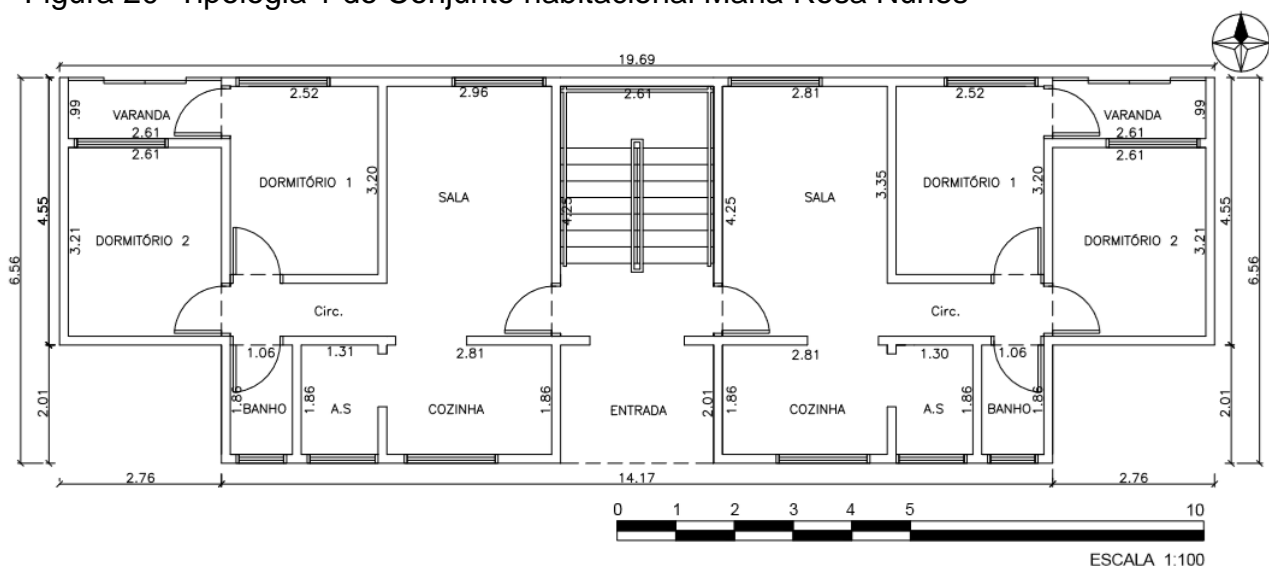 Figura 20- Tipologia 1 do Conjunto habitacional Maria Rosa Nunes
19.69
2.52 2.96 2.61 2.81 2.52
.99 VARANDA VARANDA .99
2.61 2.61
2.61 2.61
4.55 DORMITÓRIO 1 3.20 SALA 4.25 4.25 SALA 3.35 DORMITÓRIO 1 3.20 4.55
6.56 3.21 DORMITÓRIO 2 DORMITÓRIO 2 3.21 6.56
Circ. Circ.
1.06 1.31 2.81 2.81 1.30 1.06
2.01 1.86 1.86 1.86 2.01 1.86 1.86 1.86 2.01
BANHO A.S COZINHA ENTRADA COZINHA A.S BANHO
2.76 14.17 2.76
0 1 2 3 4 5 10
ESCALA 1:100